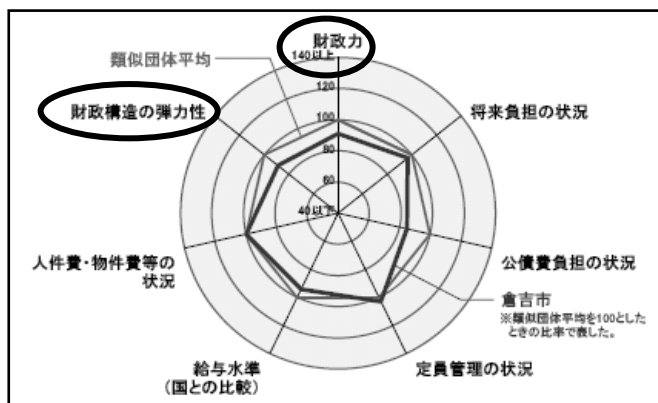 財政力
類似団体平均
140以上
財政構造の弾力性
120
将来負担の状況
100
80
60
40以下
人件費・物件費等の
状況
公債費負担の状況
倉吉市
※類似団体平均を100とした
ときの比率で表した。
給与水準
(国との比較)
定員管理の状況